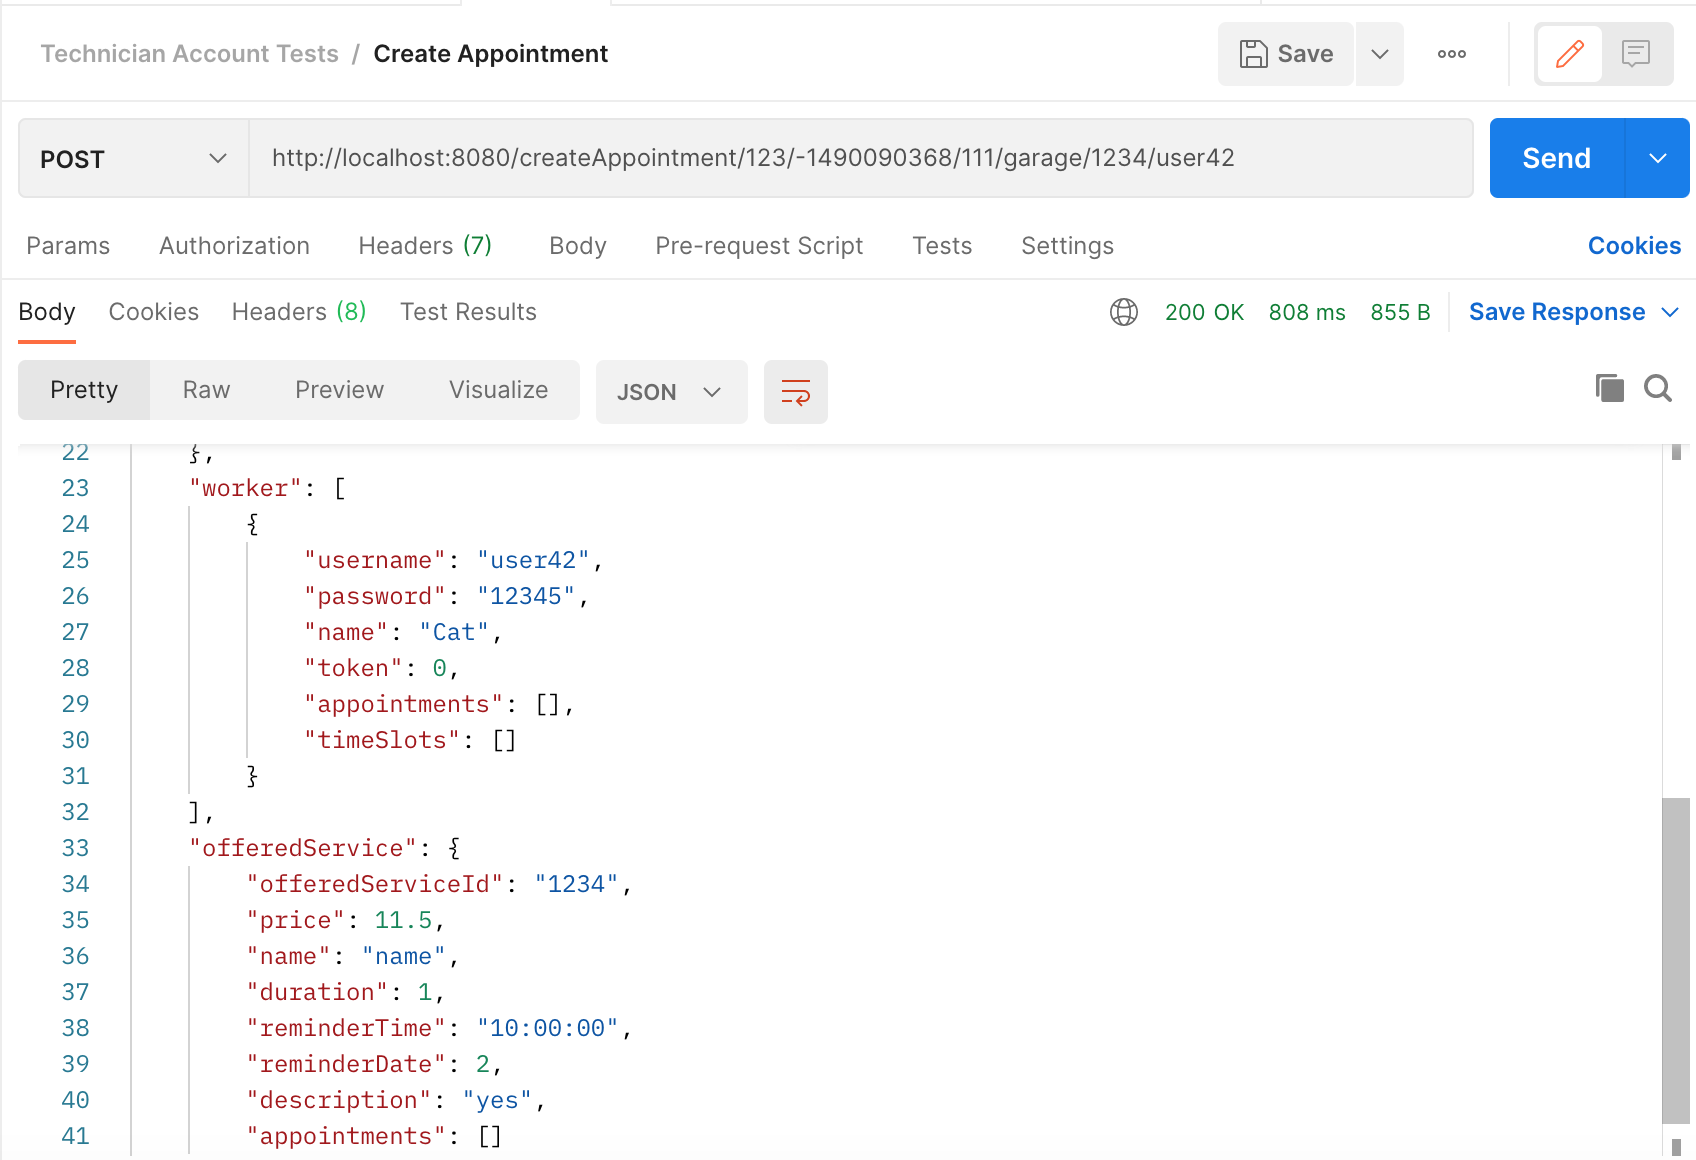 Technician Account Tests / Create Appointment Save
POST http://localhost:8080/createAppointment/123/-1490090368/111/garage/1234/user42 Send
Params Authorization Headers (7) Body Pre-request Script Tests Settings Cookies
Body Cookies Headers (8) Test Results 200 OK 808 ms 855 B Save Response
Pretty Raw Preview Visualize JSON
22 },
23 "worker": [
24 {
25 "username": "user42",
26 "password": "12345",
27 "name": "Cat",
28 "token": 0,
29 "appointments": [],
30 "timeSlots": []
31 }
32 ],
33 "offeredService": {
34 "offeredServiceId": "1234",
35 "price": 11.5,
36 "name": "name",
37 "duration": 1,
38 "reminderTime": "10:00:00",
39 "reminderDate": 2,
40 "description": "yes",
41 "appointments": []